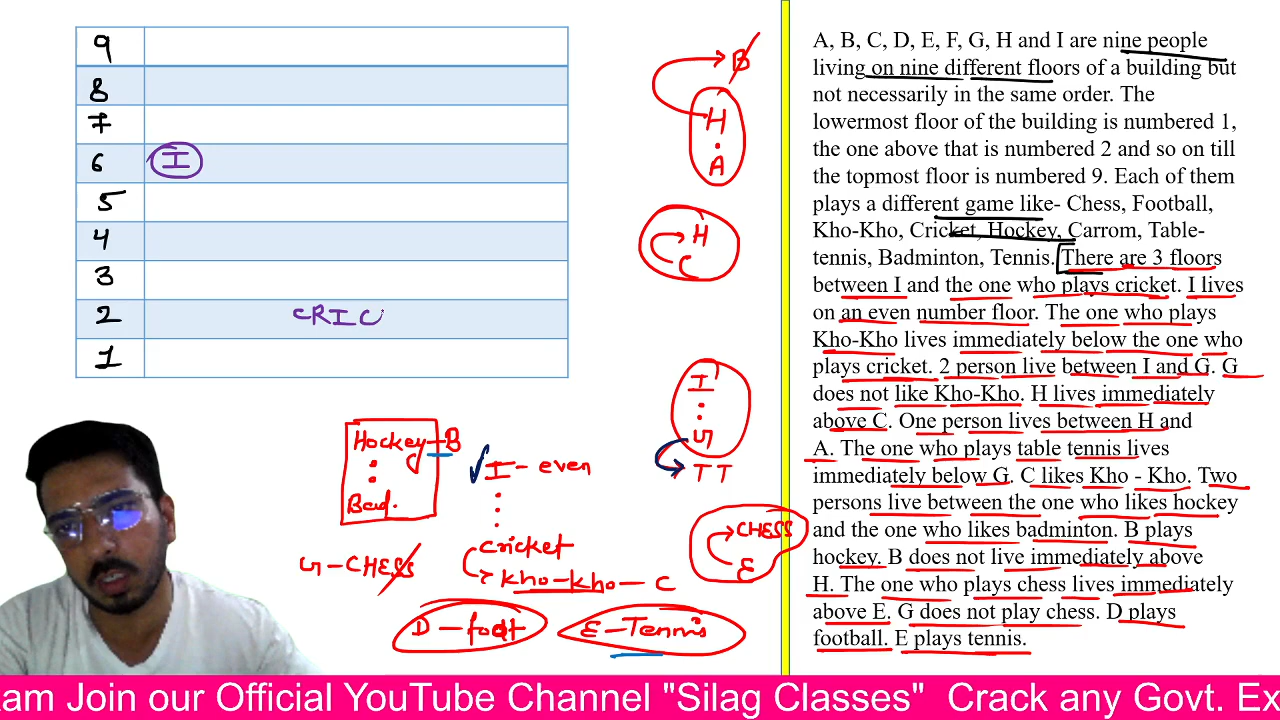 9
8
7
6 I
5
4
3
2 CRIC
1
B
H
.
A
H
C
I
:
G
TT
Hockey-B
:
Bad.
I - even
:
cricket
Kho-Kho - C
CHESS
E
G - CHESS
D - foot
E - Tennis
A, B, C, D, E, F, G, H and I are nine people
living on nine different floors of a building but
not necessarily in the same order. The
lowermost floor of the building is numbered 1,
the one above that is numbered 2 and so on till
the topmost floor is numbered 9. Each of them
plays a different game like- Chess, Football,
Kho-Kho, Cricket, Hockey, Carrom, Table-
tennis, Badminton, Tennis. There are 3 floors
between I and the one who plays cricket. I lives
on an even number floor. The one who plays
Kho-Kho lives immediately below the one who
plays cricket. 2 person live between I and G. G
does not like Kho-Kho. H lives immediately
above C. One person lives between H and
A. The one who plays table tennis lives
immediately below G. C likes Kho - Kho. Two
persons live between the one who likes hockey
and the one who likes badminton. B plays
hockey. B does not live immediately above
H. The one who plays chess lives immediately
above E. G does not play chess. D plays
football. E plays tennis.
am Join our Official YouTube Channel "Silag Classes" Crack any Govt. Ex